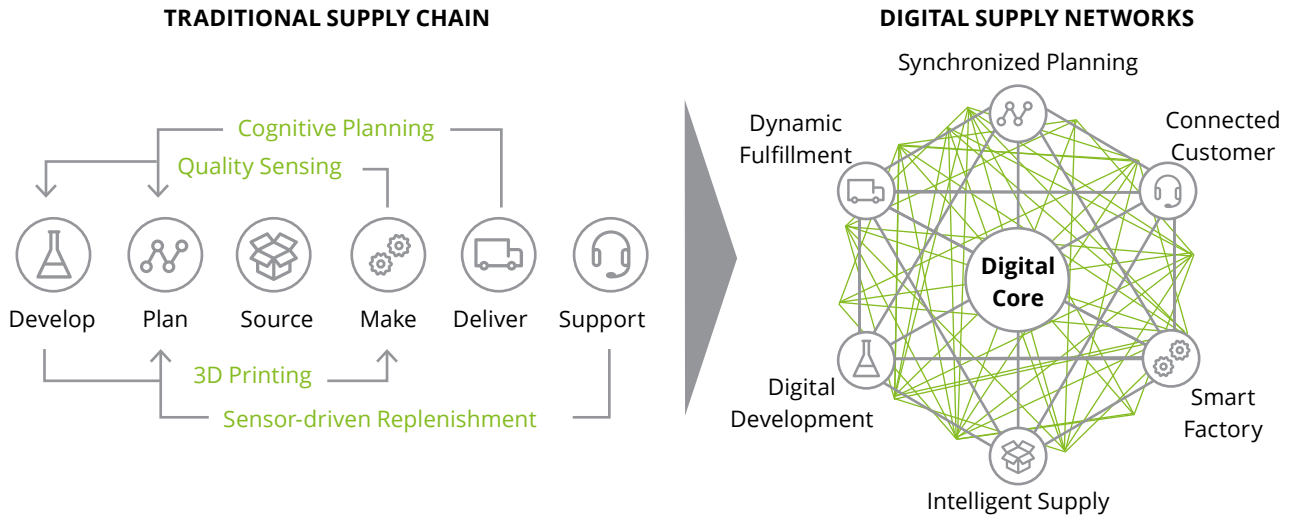 TRADITIONAL SUPPLY CHAIN
Cognitive Planning
Quality Sensing
Develop
Plan
Source
Make
Deliver
Support
3D Printing
Sensor-driven Replenishment
DIGITAL SUPPLY NETWORKS
Synchronized Planning
Dynamic
Fulfillment
Connected
Customer
Digital
Core
Digital
Development
Smart
Factory
Intelligent Supply